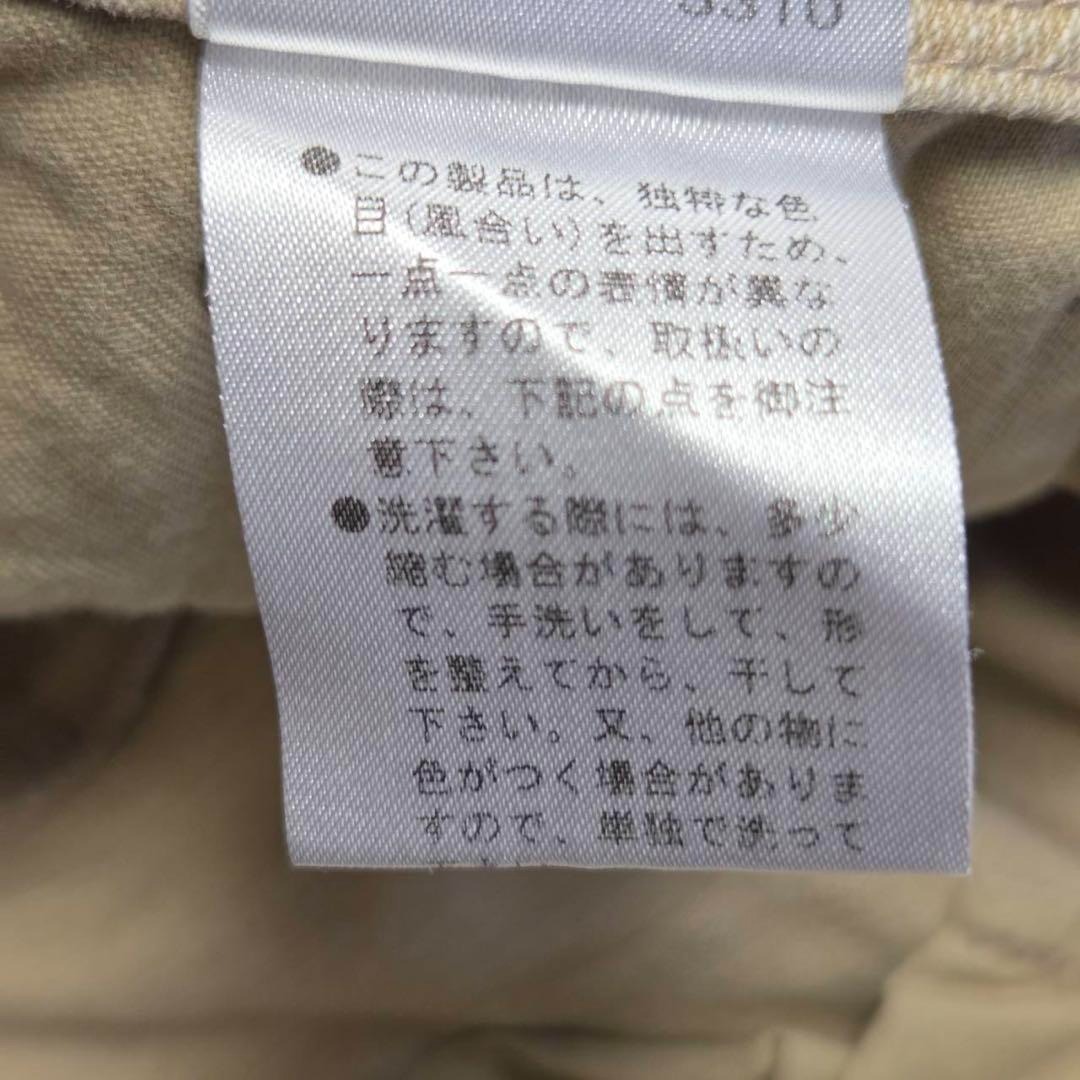 3310
●この製品は、独特な色
目(風合い)を出すため、
一点一点の表情が異な
りますので、取扱いの
際は、下記の点を御注
意下さい。
●洗濯する際には、多少
縮む場合がありますの
で、手洗いをして、形
を整えてから、干して
下さい。又、他の物に
色がつく場合がありま
すので、単独で洗って